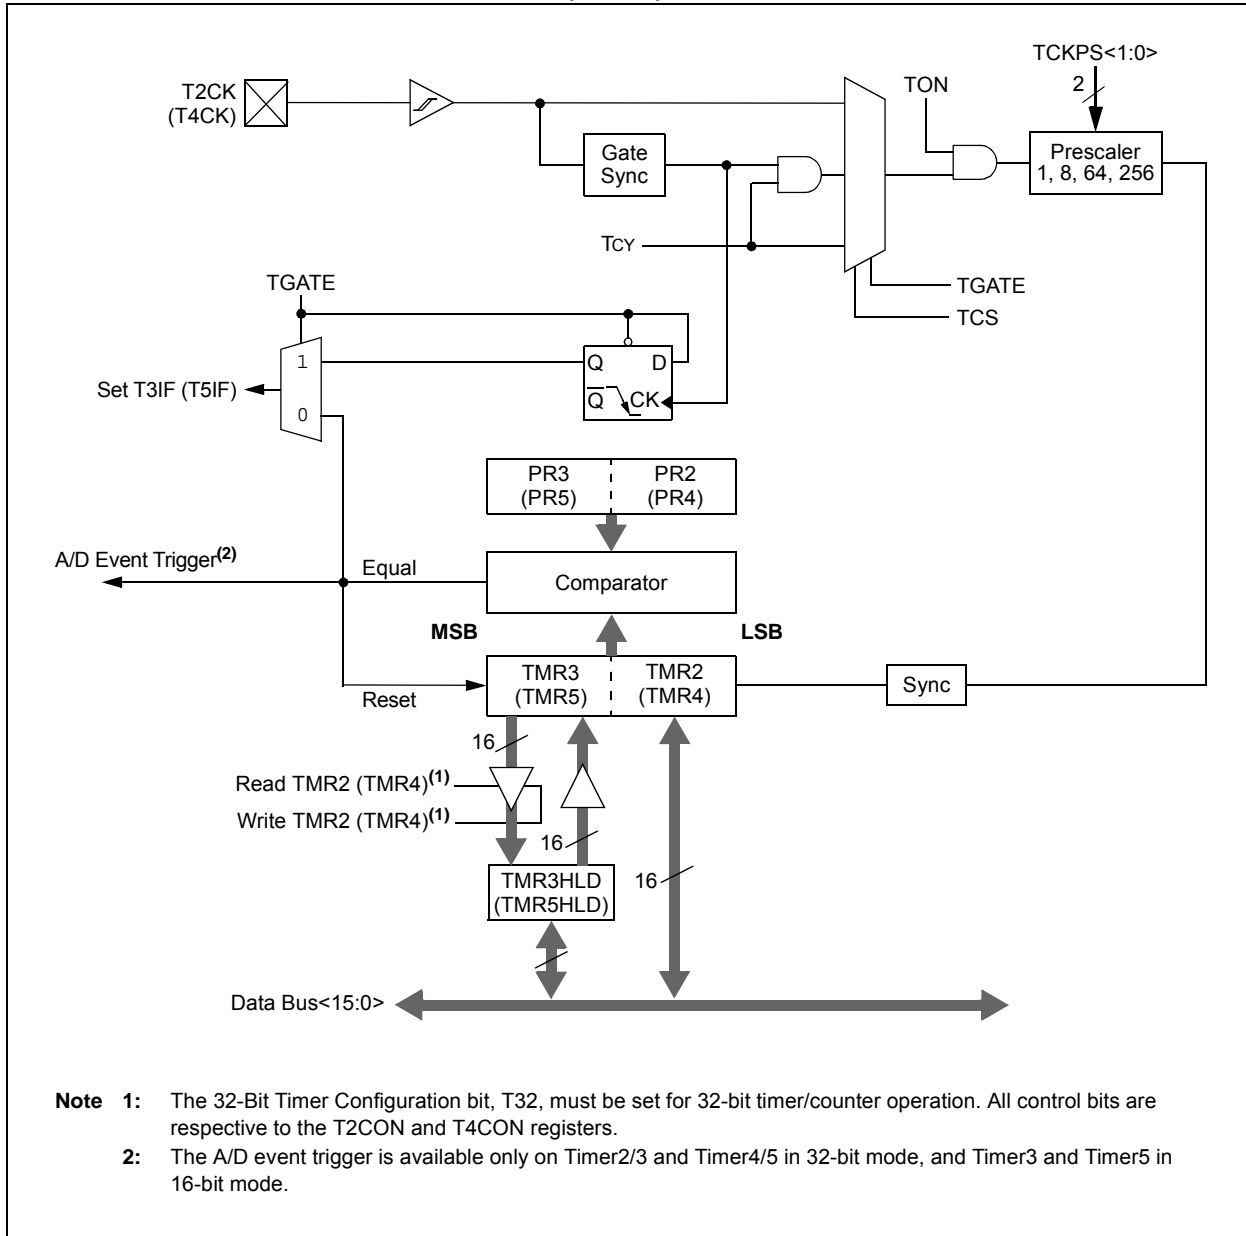 TCKPS<1:0>
T2CK
(T4CK)
TON
2
Gate
Sync
Prescaler
1, 8, 64, 256
TCY
TGATE
TGATE
TCS
1
Q
D
Set T3IF (T5IF)
Q
CK
0
PR3
(PR5)
PR2
(PR4)
A/D Event Trigger(2)
Equal
Comparator
MSB
LSB
TMR3
(TMR5)
TMR2
(TMR4)
Sync
Reset
16
Read TMR2 (TMR4)(1)
Write TMR2 (TMR4)(1)
16
TMR3HLD
(TMR5HLD)
16
Data Bus<15:0>
Note 1: The 32-Bit Timer Configuration bit, T32, must be set for 32-bit timer/counter operation. All control bits are
respective to the T2CON and T4CON registers.
2: The A/D event trigger is available only on Timer2/3 and Timer4/5 in 32-bit mode, and Timer3 and Timer5 in
16-bit mode.